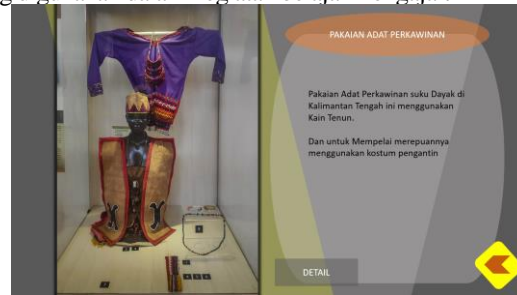 PAKAIAN ADAT PERKAWINAN
Pakaian Adat Perkawinan suku Dayak di
Kalimantan Tengah ini menggunakan
Kain Tenun.
Dan untuk Mempelai merepuannya
menggunakan kostum pengantin
DETAIL